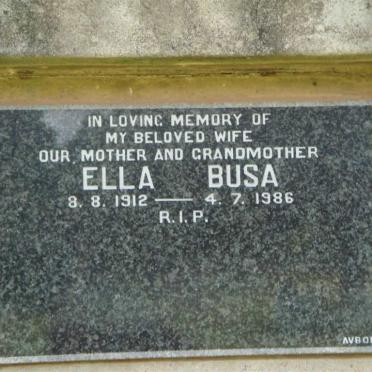 IN LOVING MEMORY OF
MY BELOVED WIFE
OUR MOTHER AND GRANDMOTHER
ELLA BUSA
8. 8. 1912 — 4. 7. 1986
R.I.P.